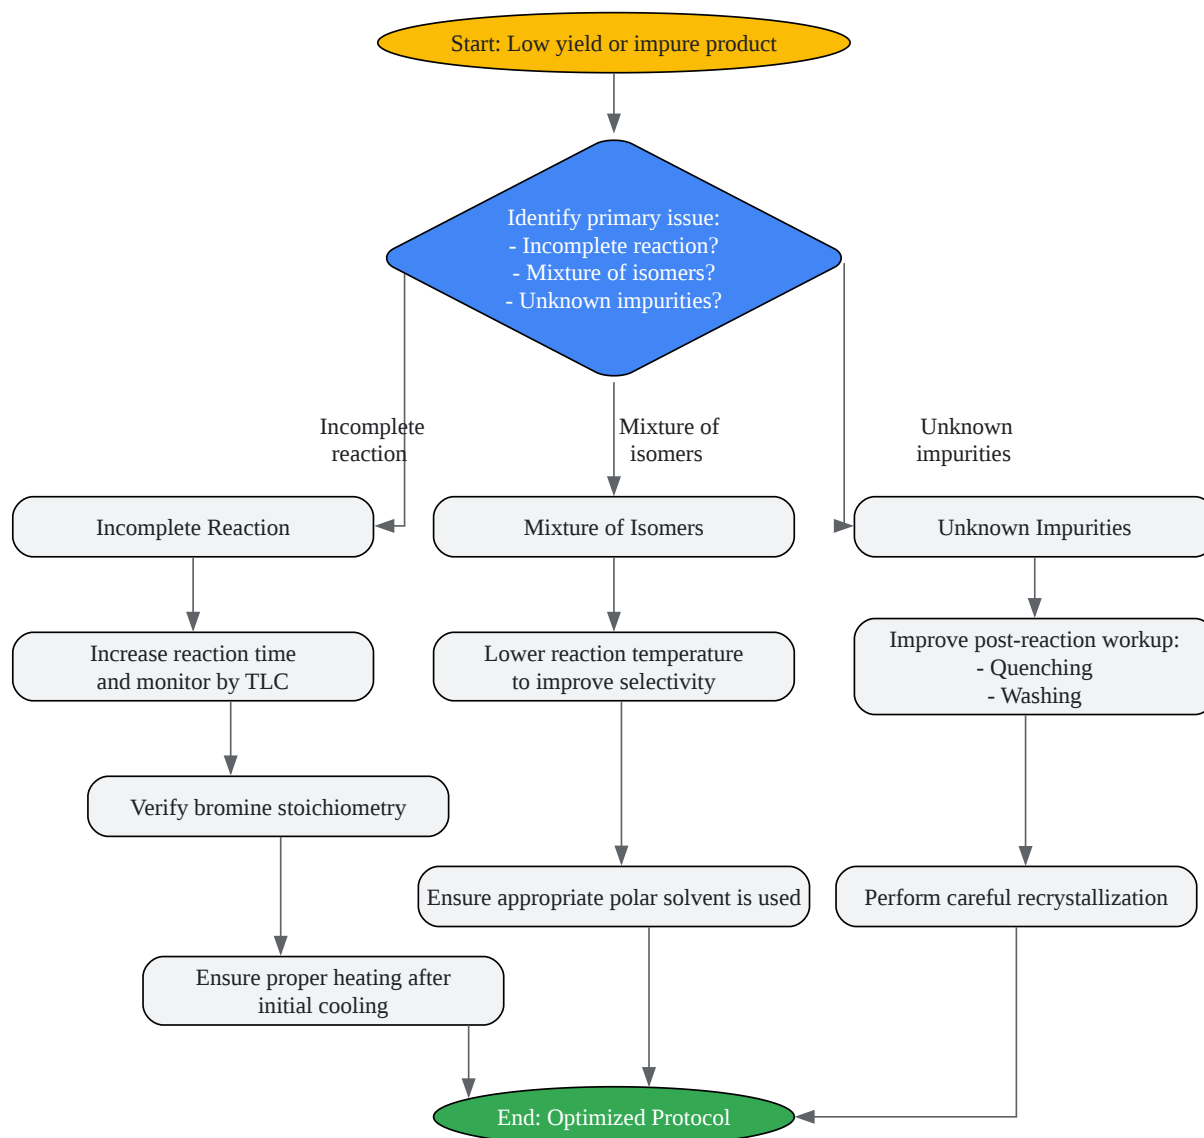 Start: Low yield or impure product
Identify primary issue:
- Incomplete reaction?
- Mixture of isomers?
- Unknown impurities?
Incomplete
reaction
Mixture of
isomers
Unknown
impurities
Incomplete Reaction
Mixture of Isomers
Unknown Impurities
Increase reaction time
and monitor by TLC
Lower reaction temperature
to improve selectivity
Improve post-reaction workup:
- Quenching
- Washing
Verify bromine stoichiometry
Ensure appropriate polar solvent is used
Perform careful recrystallization
Ensure proper heating after
initial cooling
End: Optimized Protocol